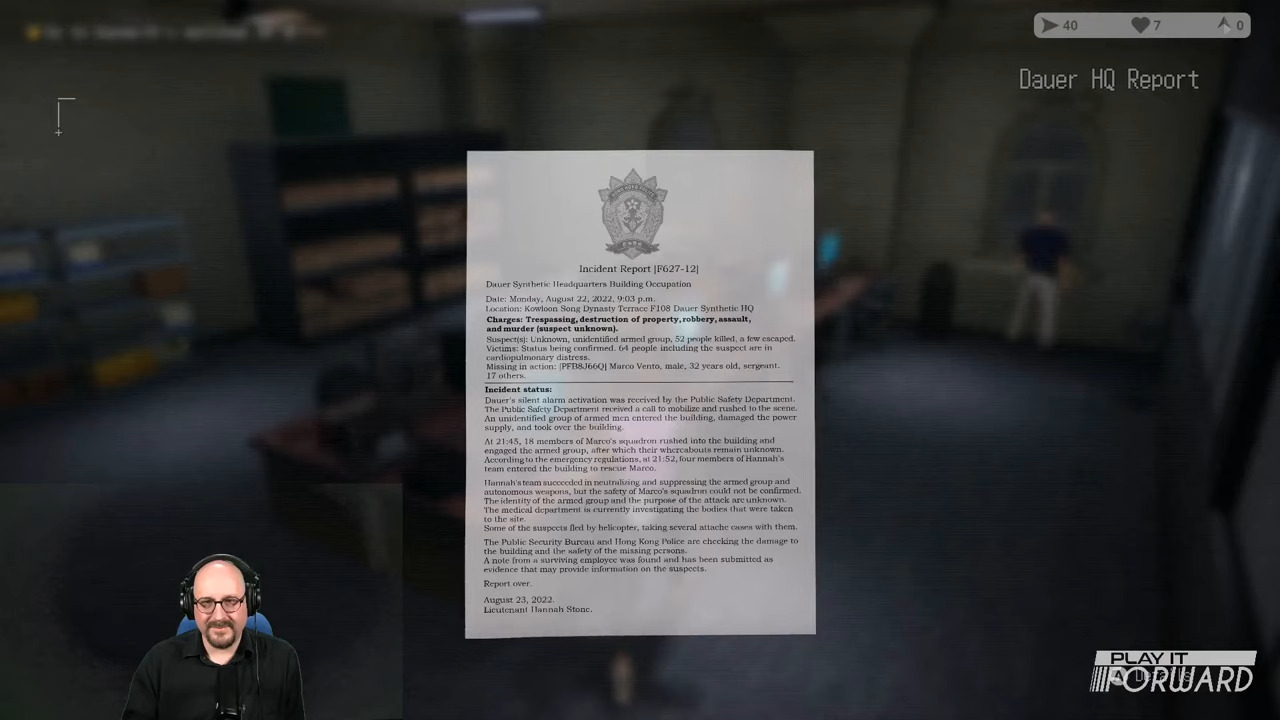 40 7 0
Dauer HQ Report
Incident Report [F627-12]
Dauer Synthetic Headquarters Building Occupation
Date: Monday, August 22, 2022, 9:03 p.m.
Location: Kowloon Song Dynasty Terrace F108 Dauer Synthetic HQ
Charges: Trespassing, destruction of property, robbery, assault,
and murder (suspect unknown).
Suspect(s): Unknown, unidentified armed group, 52 people killed, a few escaped.
Victims: Status being confirmed. 64 people including the suspect are in
cardiopulmonary distress.
Missing in action: [PFB8J66Q] Marco Vento, male, 32 years old, sergeant.
17 others.
Incident status:
Dauer's silent alarm activation was received by the Public Safety Department.
The Public Safety Department received a call to mobilize and rushed to the scene.
An unidentified group of armed men entered the building, damaged the power
supply, and took over the building.
At 21:45, 18 members of Marco's squadron rushed into the building and
engaged the armed group, after which their whereabouts remain unknown.
According to the emergency regulations, at 21:52, four members of Hannah's
team entered the building to rescue Marco.
Hannah's team succeeded in neutralizing and suppressing the armed group and
autonomous weapons, but the safety of Marco's squadron could not be confirmed.
The identity of the armed group and the purpose of the attack are unknown.
The medical department is currently investigating the bodies that were taken
to the site.
Some of the suspects fled by helicopter, taking several attache cases with them.
The Public Security Bureau and Hong Kong Police are checking the damage to
the building and the safety of the missing persons.
A note from a surviving employee was found and has been submitted as
evidence that may provide information on the suspects.
Report over.
August 23, 2022.
Lieutenant Hannah Stone.
PLAY IT
FORWARD